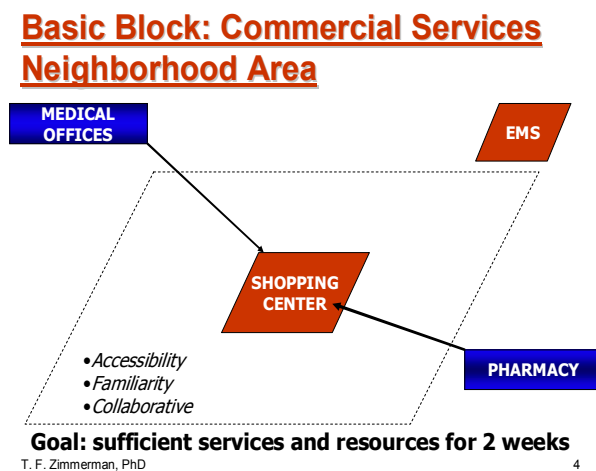 Basic Block: Commercial Services
Neighborhood Area
MEDICAL
OFFICES
EMS
SHOPPING
CENTER
PHARMACY
•Accessibility
•Familiarity
•Collaborative
Goal: sufficient services and resources for 2 weeks
T. F. Zimmerman, PhD
4